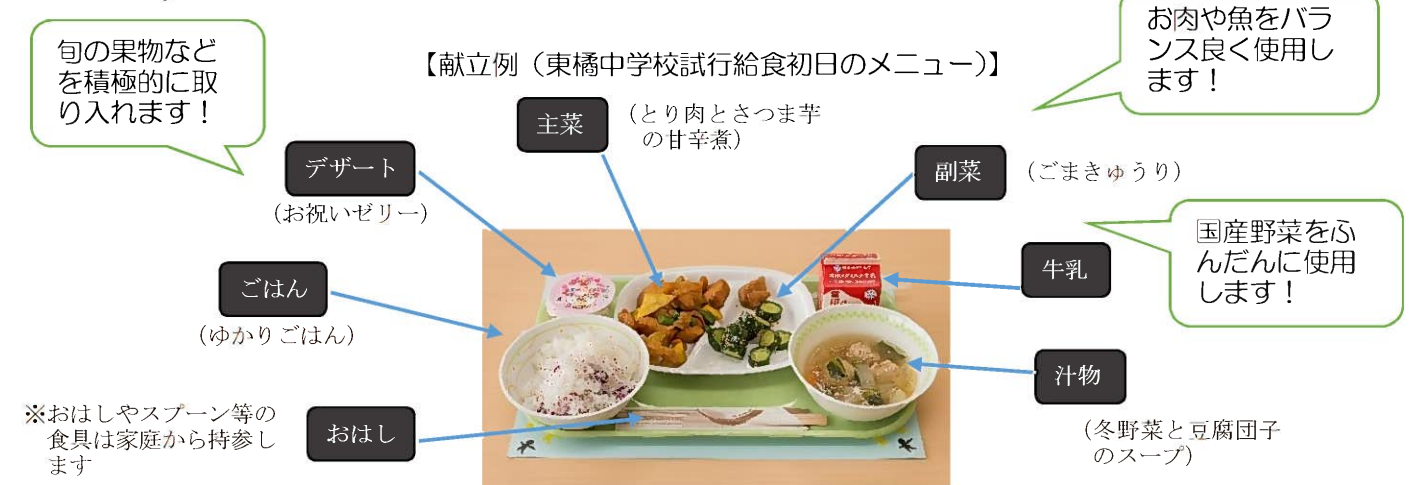 旬の果物など
を積極的に取
り入れます！
【献立例（東橘中学校試行給食初日のメニュー）】
お肉や魚をバラ
ンス良く使用し
ます！
主菜
（とり肉とさつま芋
の甘辛煮）
デザート
（お祝いゼリー）
副菜
（ごまきゅうり）
国産野菜をふ
んだんに使用
します！
牛乳
ごはん
（ゆかりごはん）
汁物
（冬野菜と豆腐団子
のスープ）
※おはしやスプーン等の
食具は家庭から持参し
ます
おはし